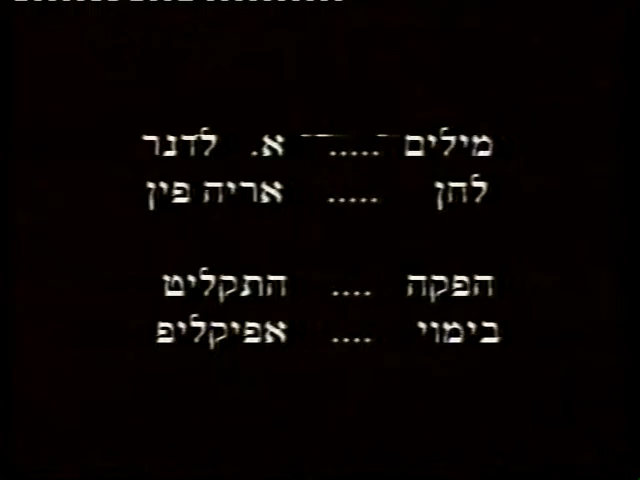 מילים ..... א. לדנר
לחן ..... אריה פין
הפקה .... התקליט
בימוי .... אפיקליפ